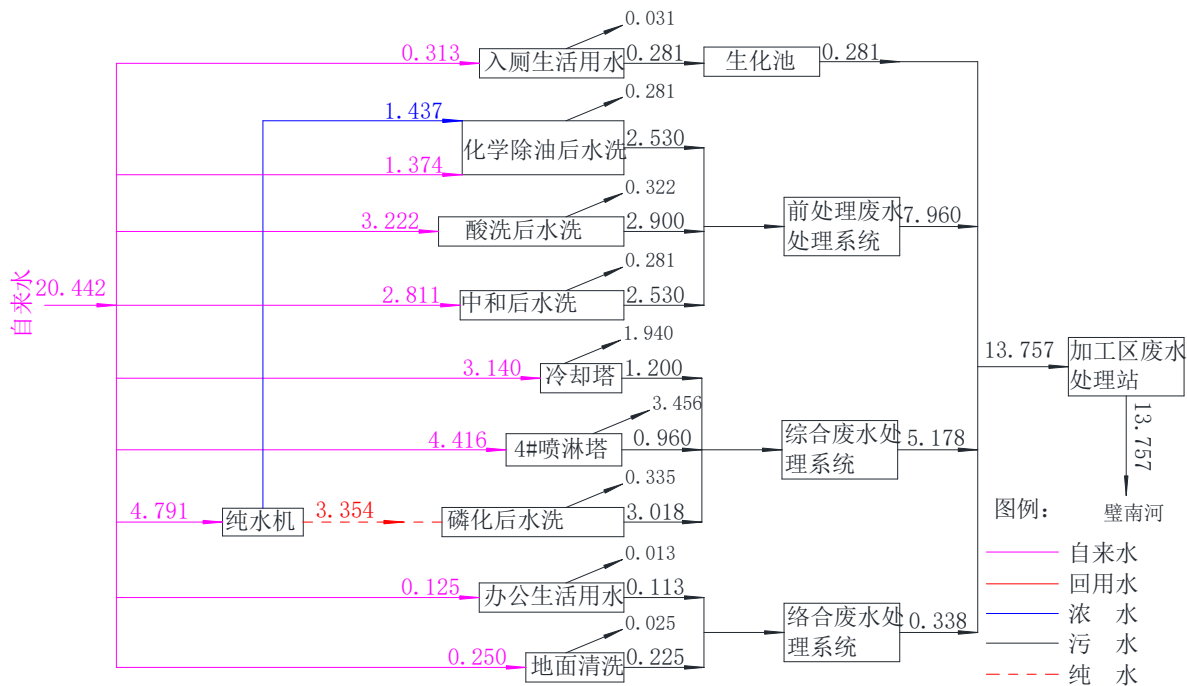 0.031
0.313
入厕生活用水
0.281
生化池
0.281
0.281
1.437
化学除油后水洗
2.530
1.374
0.322
3.222
酸洗后水洗
2.900
前处理废水
处理系统
7.960
0.281
自来水
20.442
2.811
中和后水洗
2.530
1.940
3.140
冷却塔
1.200
13.757
加工区废水
处理站
3.456
4.416
4#喷淋塔
0.960
综合废水处
理系统
5.178
13.757
0.335
4.791
纯水机
3.354
磷化后水洗
3.018
图例:
璧南河
0.013
0.125
办公生活用水
0.113
络合废水处
理系统
0.338
0.025
0.250
地面清洗
0.225
自来水
回用水
浓 水
污 水
纯 水